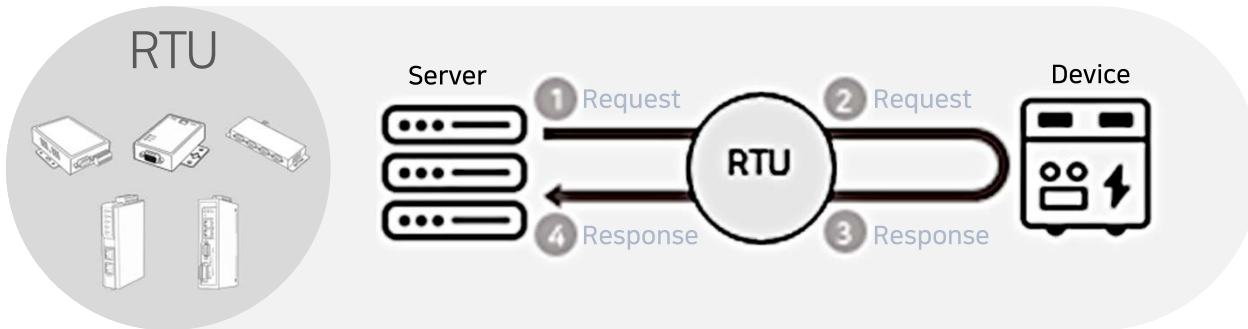 RTU
Server
Device
1 Request
2 Request
RTU
4 Response
3 Response